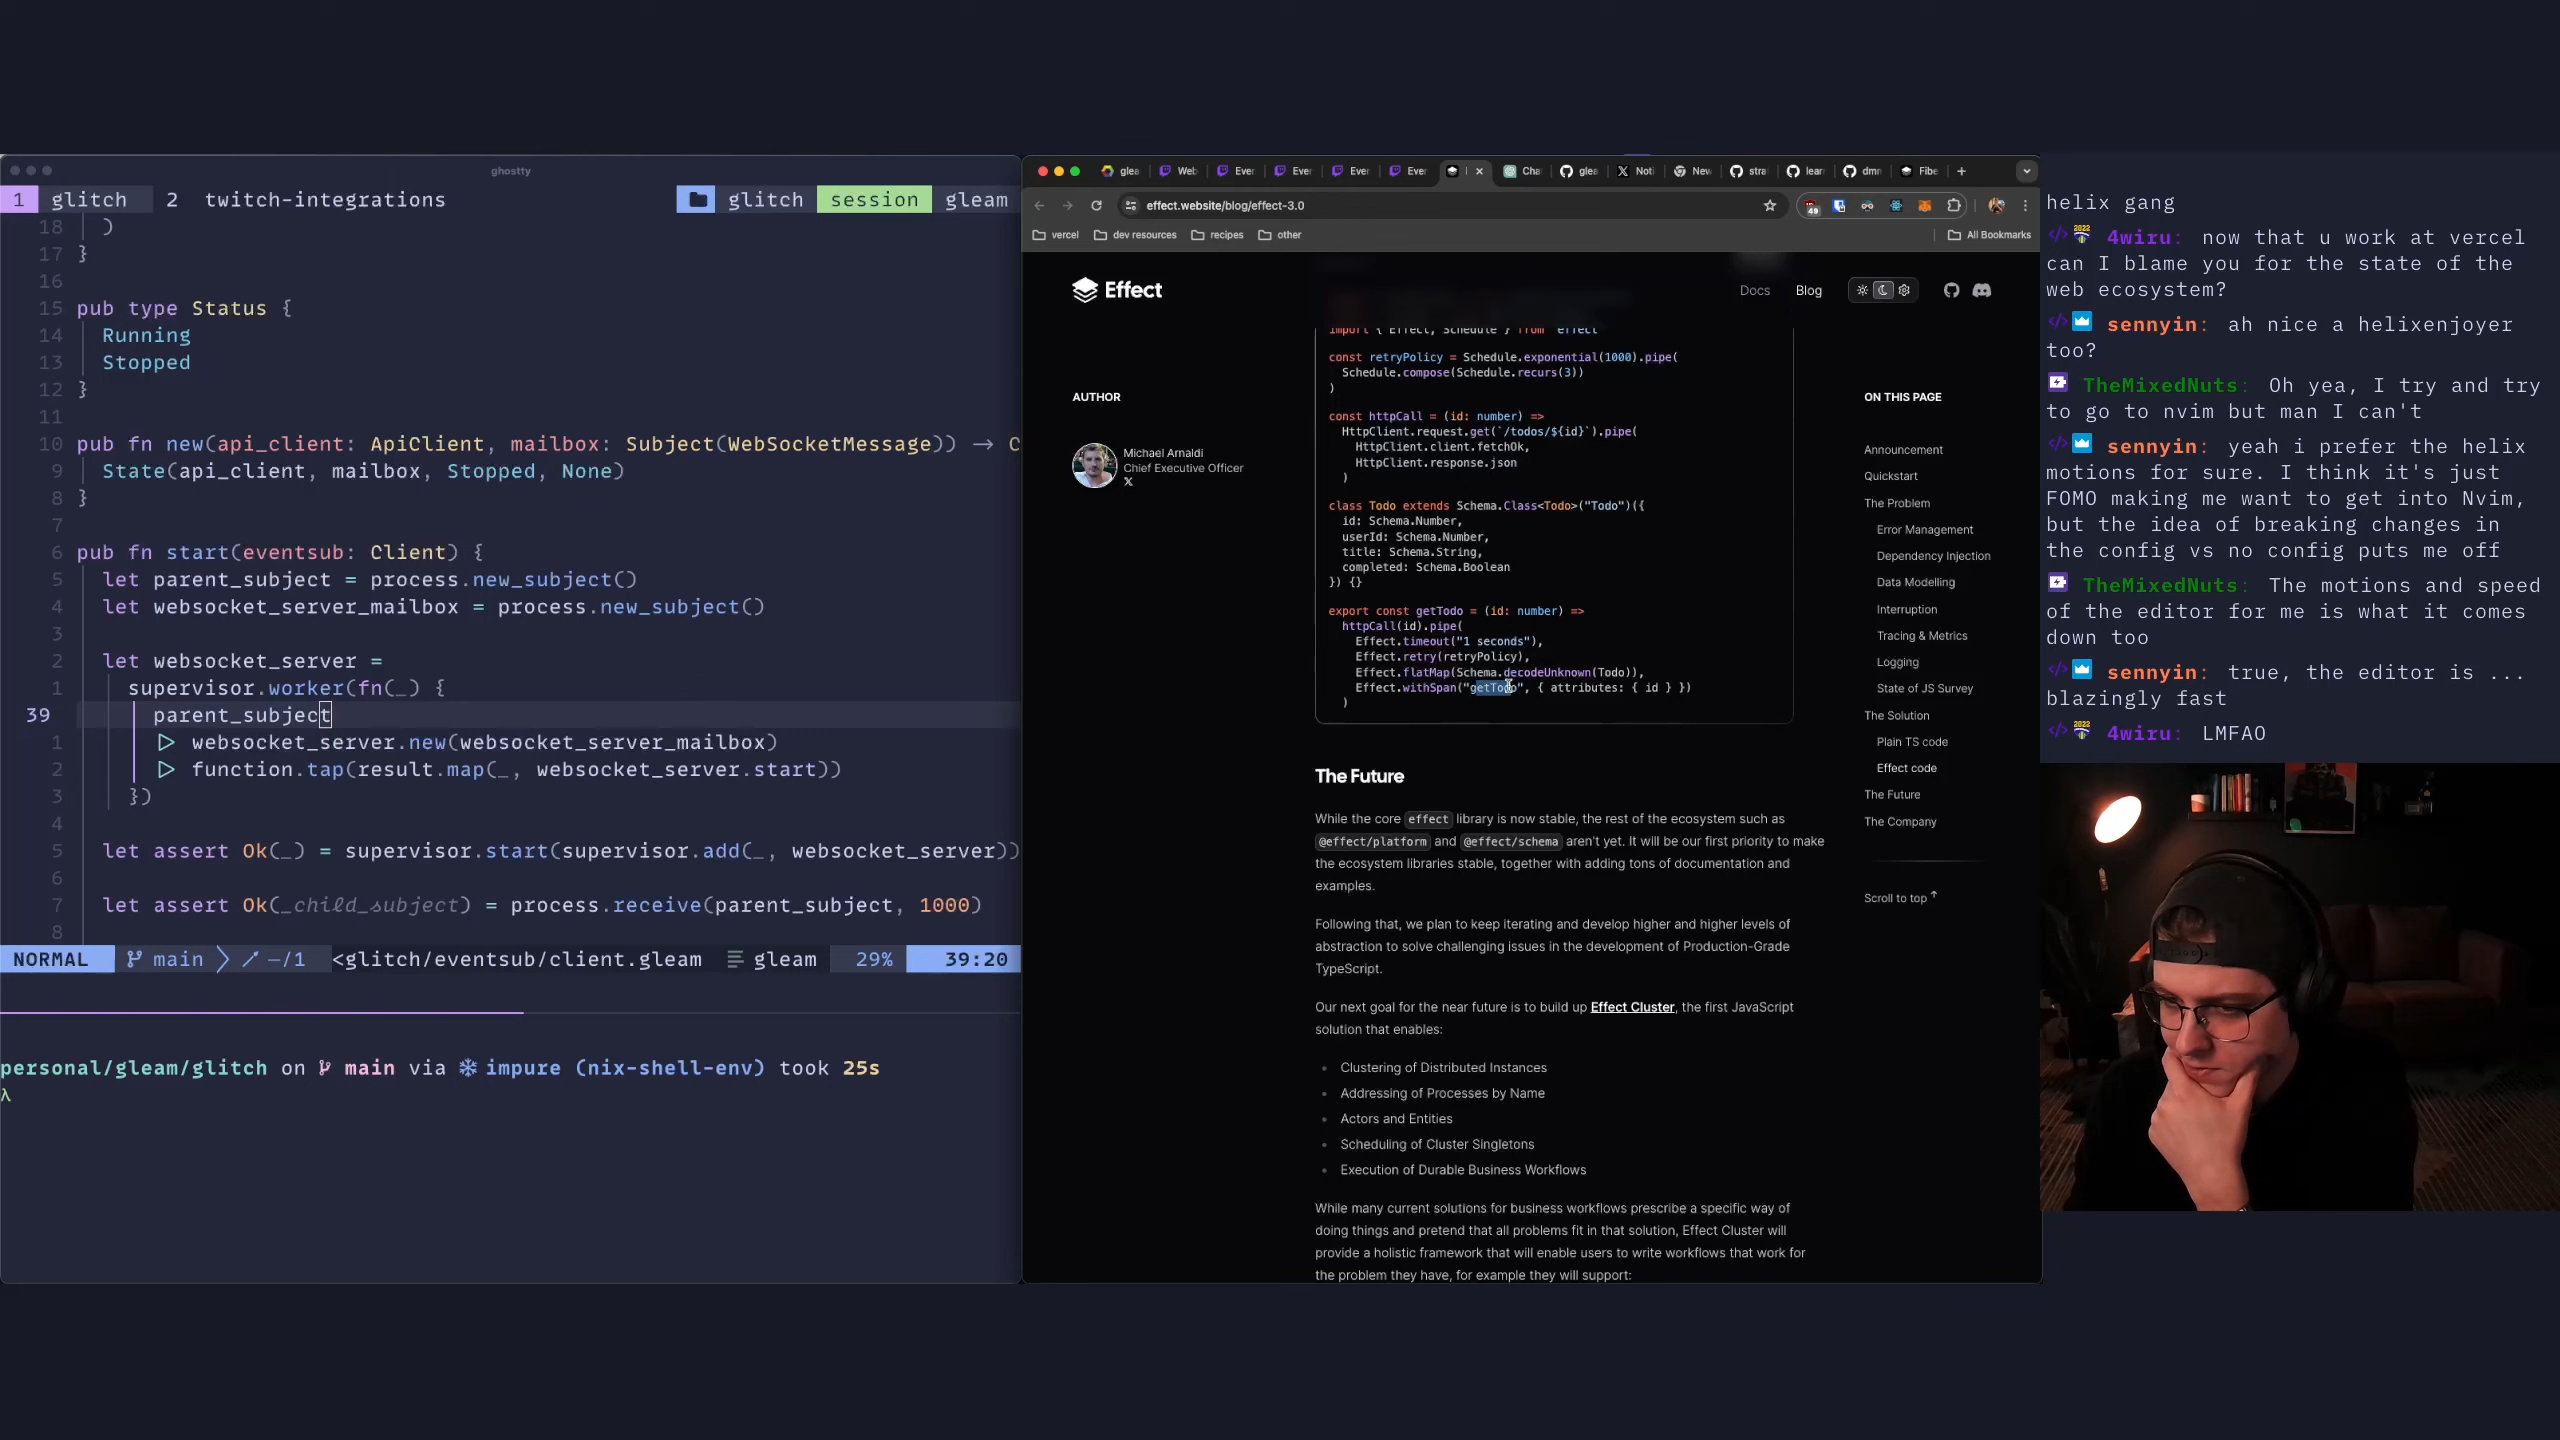 ghostty
1 glitch 2 twitch-integrations glitch session gleam
18 )
17 }
16
15 pub type Status {
14 Running
13 Stopped
12 }
11
10 pub fn new(api_client: ApiClient, mailbox: Subject(WebSocketMessage)) → C
9 State(api_client, mailbox, Stopped, None)
8 }
7
6 pub fn start(eventsub: Client) {
5 let parent_subject = process.new_subject()
4 let websocket_server_mailbox = process.new_subject()
3
2 let websocket_server =
1 supervisor.worker(fn(_) {
39 parent_subject
1 ▷ websocket_server.new(websocket_server_mailbox)
2 ▷ function.tap(result.map(_, websocket_server.start))
3 })
4
5 let assert Ok(_) = supervisor.start(supervisor.add(_, websocket_server))
6
7 let assert Ok(_child_subject) = process.receive(parent_subject, 1000)
8
NORMAL main -/1 <glitch/eventsub/client.gleam gleam 29% 39:20
personal/gleam/glitch on main via impure (nix-shell-env) took 25s
λ
glea Web Ever Ever Ever Ever Cha glea Noti New stra lear dmn Fibe
effect.website/blog/effect-3.0
49
vercel dev resources recipes other All Bookmarks
Effect Docs Blog
AUTHOR
Michael Arnaldi
Chief Executive Officer
import { Effect, Schedule } from "effect"
const retryPolicy = Schedule.exponential(1000).pipe(
Schedule.compose(Schedule.recurs(3))
)
const httpCall = (id: number) =>
HttpClient.request.get(`/todos/${id}`).pipe(
HttpClient.client.fetchOk,
HttpClient.response.json
)
class Todo extends Schema.Class<Todo>("Todo")({
id: Schema.Number,
userId: Schema.Number,
title: Schema.String,
completed: Schema.Boolean
}) {}
export const getTodo = (id: number) =>
httpCall(id).pipe(
Effect.timeout("1 seconds"),
Effect.retry(retryPolicy),
Effect.flatMap(Schema.decodeUnknown(Todo)),
Effect.withSpan("getTodo", { attributes: { id } })
)
The Future
While the core effect library is now stable, the rest of the ecosystem such as
@effect/platform and @effect/schema aren't yet. It will be our first priority to make
the ecosystem libraries stable, together with adding tons of documentation and
examples.
Following that, we plan to keep iterating and develop higher and higher levels of
abstraction to solve challenging issues in the development of Production-Grade
TypeScript.
Our next goal for the near future is to build up Effect Cluster, the first JavaScript
solution that enables:
Clustering of Distributed Instances
Addressing of Processes by Name
Actors and Entities
Scheduling of Cluster Singletons
Execution of Durable Business Workflows
While many current solutions for business workflows prescribe a specific way of
doing things and pretend that all problems fit in that solution, Effect Cluster will
provide a holistic framework that will enable users to write workflows that work for
the problem they have, for example they will support:
ON THIS PAGE
Announcement
Quickstart
The Problem
Error Management
Dependency Injection
Data Modelling
Interruption
Tracing & Metrics
Logging
State of JS Survey
The Solution
Plain TS code
Effect code
The Future
The Company
Scroll to top
helix gang
4wiru: now that u work at vercel
can I blame you for the state of the
web ecosystem?
sennyin: ah nice a helixenjoyer
too?
TheMixedNuts: Oh yea, I try and try
to go to nvim but man I can't
sennyin: yeah i prefer the helix
motions for sure. I think it's just
FOMO making me want to get into Nvim,
but the idea of breaking changes in
the config vs no config puts me off
TheMixedNuts: The motions and speed
of the editor for me is what it comes
down too
sennyin: true, the editor is ...
blazingly fast
4wiru: LMFAO